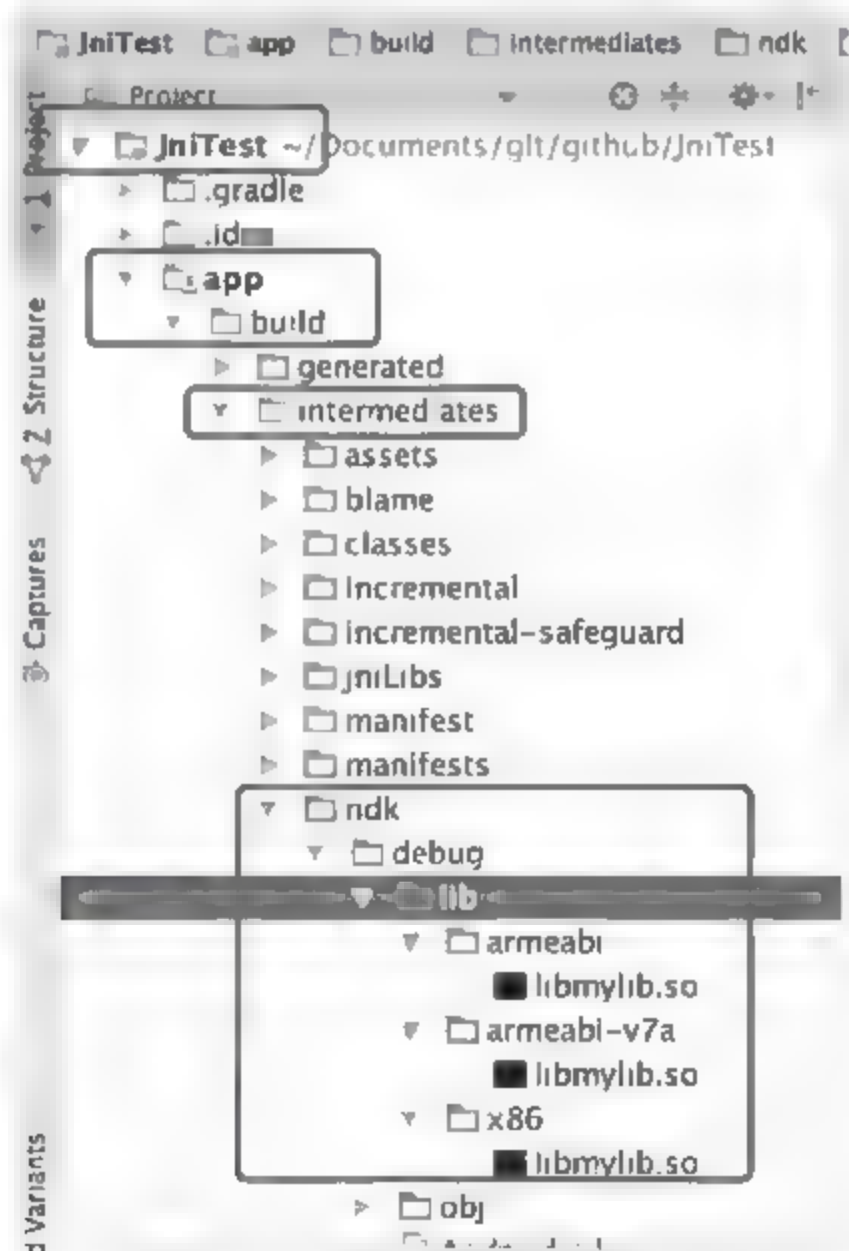 JniTest app build intermediates ndk
Project
JniTest ~/Documents/git/github/JniTest
.gradle
app
build
generated
intermediates
assets
blame
classes
incremental
incremental-safeguard
jniLibs
manifest
manifests
ndk
debug
lib
armeabi
libmylib.so
armeabi-v7a
libmylib.so
x86
libmylib.so
obj
1 Project
2 Structure
Captures
Variants